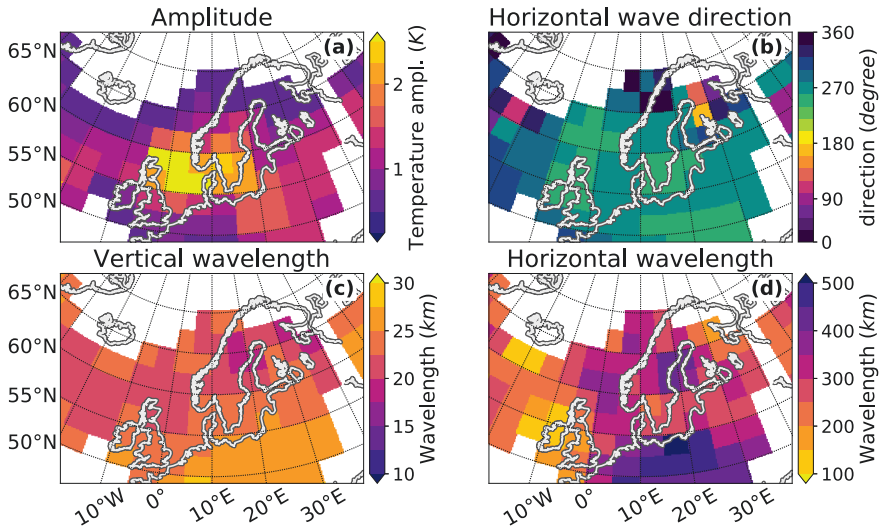 Amplitude
Horizontal wave direction
(a)
(b)
65°N
60°N
55°N
50°N
2
1
Temperature ampl. (K)
360
270
180
90
0
direction (degree)
Vertical wavelength
Horizontal wavelength
(c)
(d)
65°N
60°N
55°N
50°N
30
25
20
15
10
Wavelength (km)
500
400
300
200
100
Wavelength (km)
10°W 0° 10°E 20°E 30°E
10°W 0° 10°E 20°E 30°E